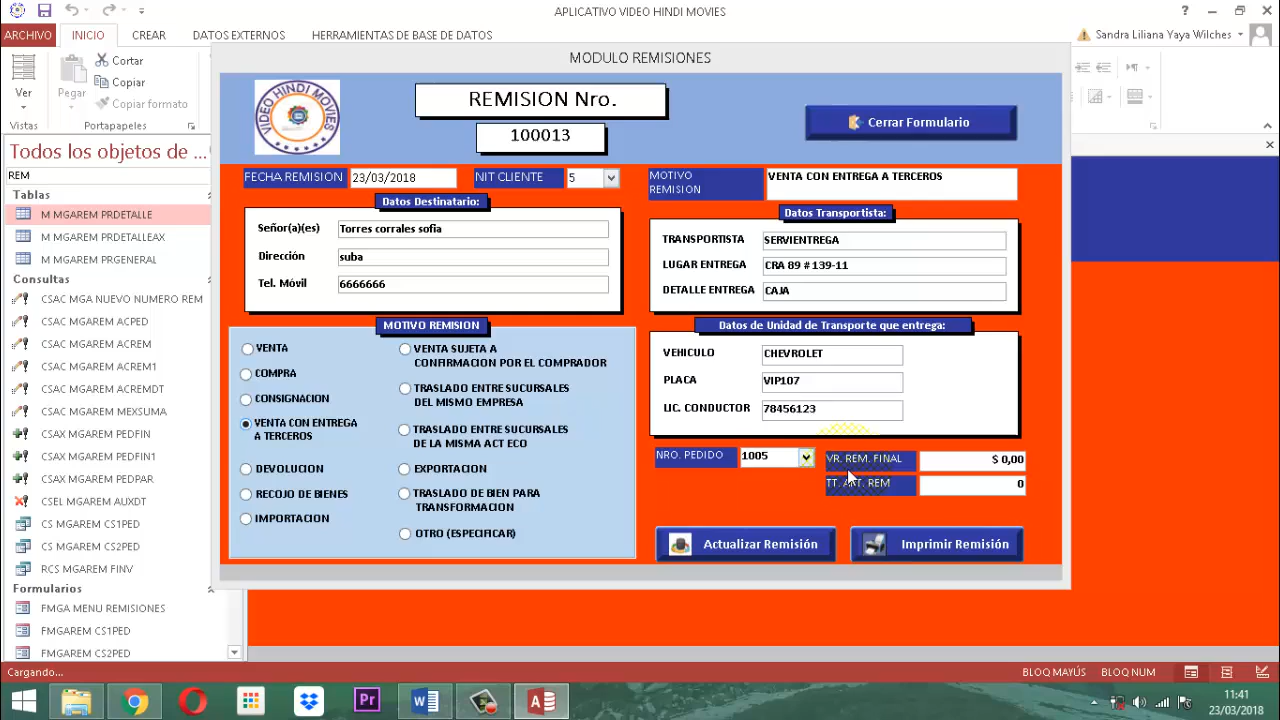 APLICATIVO VIDEO HINDI MOVIES
ARCHIVO
INICIO
CREAR
DATOS EXTERNOS
HERRAMIENTAS DE BASE DE DATOS
Sandra Liliana Yaya Wilches
Ver
Pegar
Cortar
Copiar
Copiar formato
Vistas
Portapapeles
MODULO REMISIONES
VIDEO HINDI MOVIES
REMISION Nro.
100013
Cerrar Formulario
Todos los objetos de ...
REM
Tablas
M MGAREM PRDETALLE
M MGAREM PRDETALLEAX
M MGAREM PRGENERAL
Consultas
CSAC MGA NUEVO NUMERO REM
CSAC MGAREM ACPED
CSAC MGAREM ACREM
CSAC MGAREM ACREM1
CSAC MGAREM ACREMDT
CSAC MGAREM MEXSUMA
CSAX MGAREM PEDFIN
CSAX MGAREM PEDFIN1
CSAX MGAREM PEDPAR
CSEL MGAREM AUXDT
CS MGAREM CS1PED
CS MGAREM CS2PED
RCS MGAREM FINV
Formularios
FMGA MENU REMISIONES
FMGAREM CS1PED
FMGAREM CS2PED
FECHA REMISION 23/03/2018
NIT CLIENTE 5
MOTIVO
REMISION
VENTA CON ENTREGA A TERCEROS
Datos Destinatario:
Señor(a)(es) Torres corrales sofia
Dirección suba
Tel. Móvil 6666666
Datos Transportista:
TRANSPORTISTA SERVIENTREGA
LUGAR ENTREGA CRA 89 # 139-11
DETALLE ENTREGA CAJA
MOTIVO REMISION
VENTA
COMPRA
CONSIGNACION
VENTA CON ENTREGA
A TERCEROS
DEVOLUCION
RECOJO DE BIENES
IMPORTACION
VENTA SUJETA A
CONFIRMACION POR EL COMPRADOR
TRASLADO ENTRE SUCURSALES
DEL MISMO EMPRESA
TRASLADO ENTRE SUCURSALES
DE LA MISMA ACT ECO
EXPORTACION
TRASLADO DE BIEN PARA
TRANSFORMACION
OTRO (ESPECIFICAR)
Datos de Unidad de Transporte que entrega:
VEHICULO CHEVROLET
PLACA VIP107
LIC. CONDUCTOR 78456123
NRO. PEDIDO 1005
VR. REM. FINAL $ 0,00
TT. ART. REM 0
Actualizar Remisión
Imprimir Remisión
Cargando...
BLOQ MAYÚS
BLOQ NUM
11:41
23/03/2018